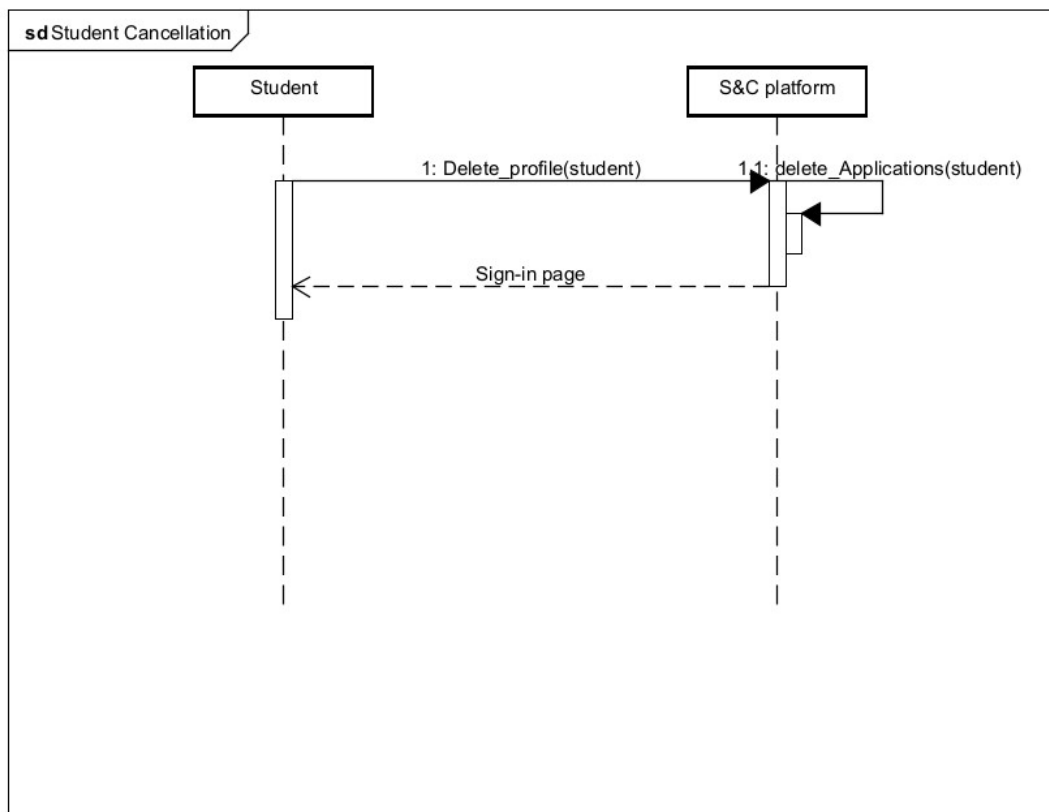 sd Student Cancellation
Student
S&C platform
1: Delete_profile(student)
1.1: delete_Applications(student)
Sign-in page